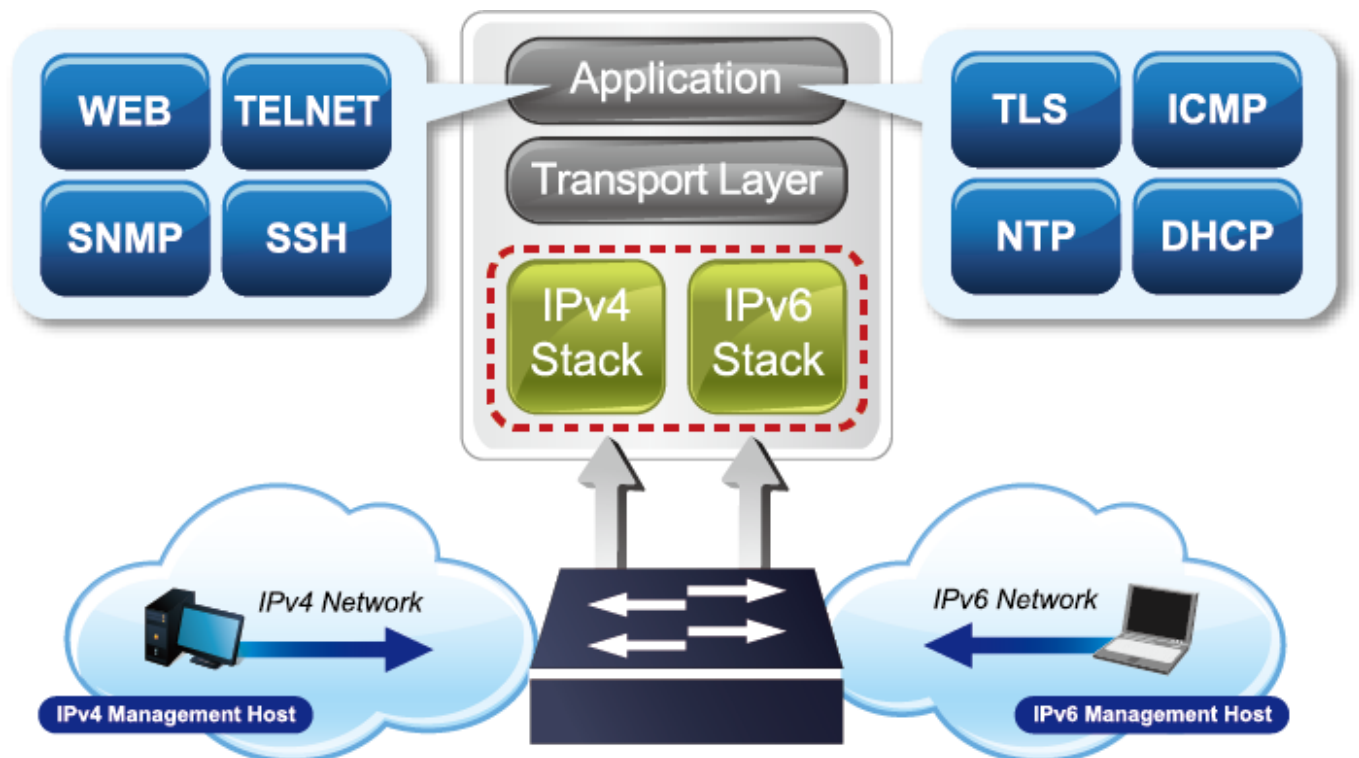 WEB
TELNET
SNMP
SSH
Application
Transport Layer
IPv4
Stack
IPv6
Stack
TLS
ICMP
NTP
DHCP
IPv4 Network
IPv4 Management Host
IPv6 Network
IPv6 Management Host